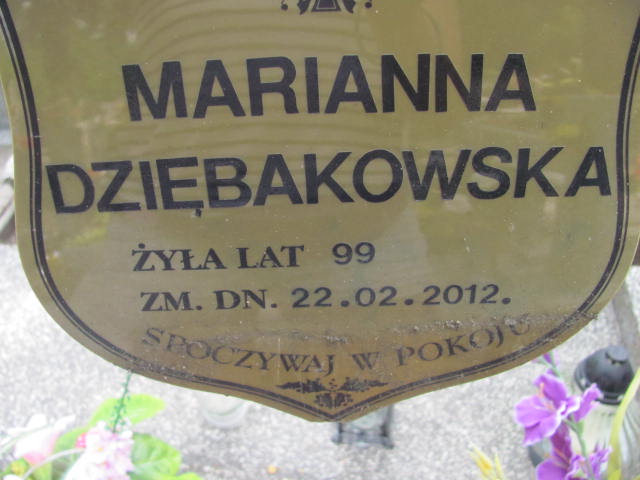 MARIANNA
DZIĘBAKOWSKA
ŻYŁA LAT 99
ZM. DN. 22.02.2012.
SPOCZYWAJ W POKOJU